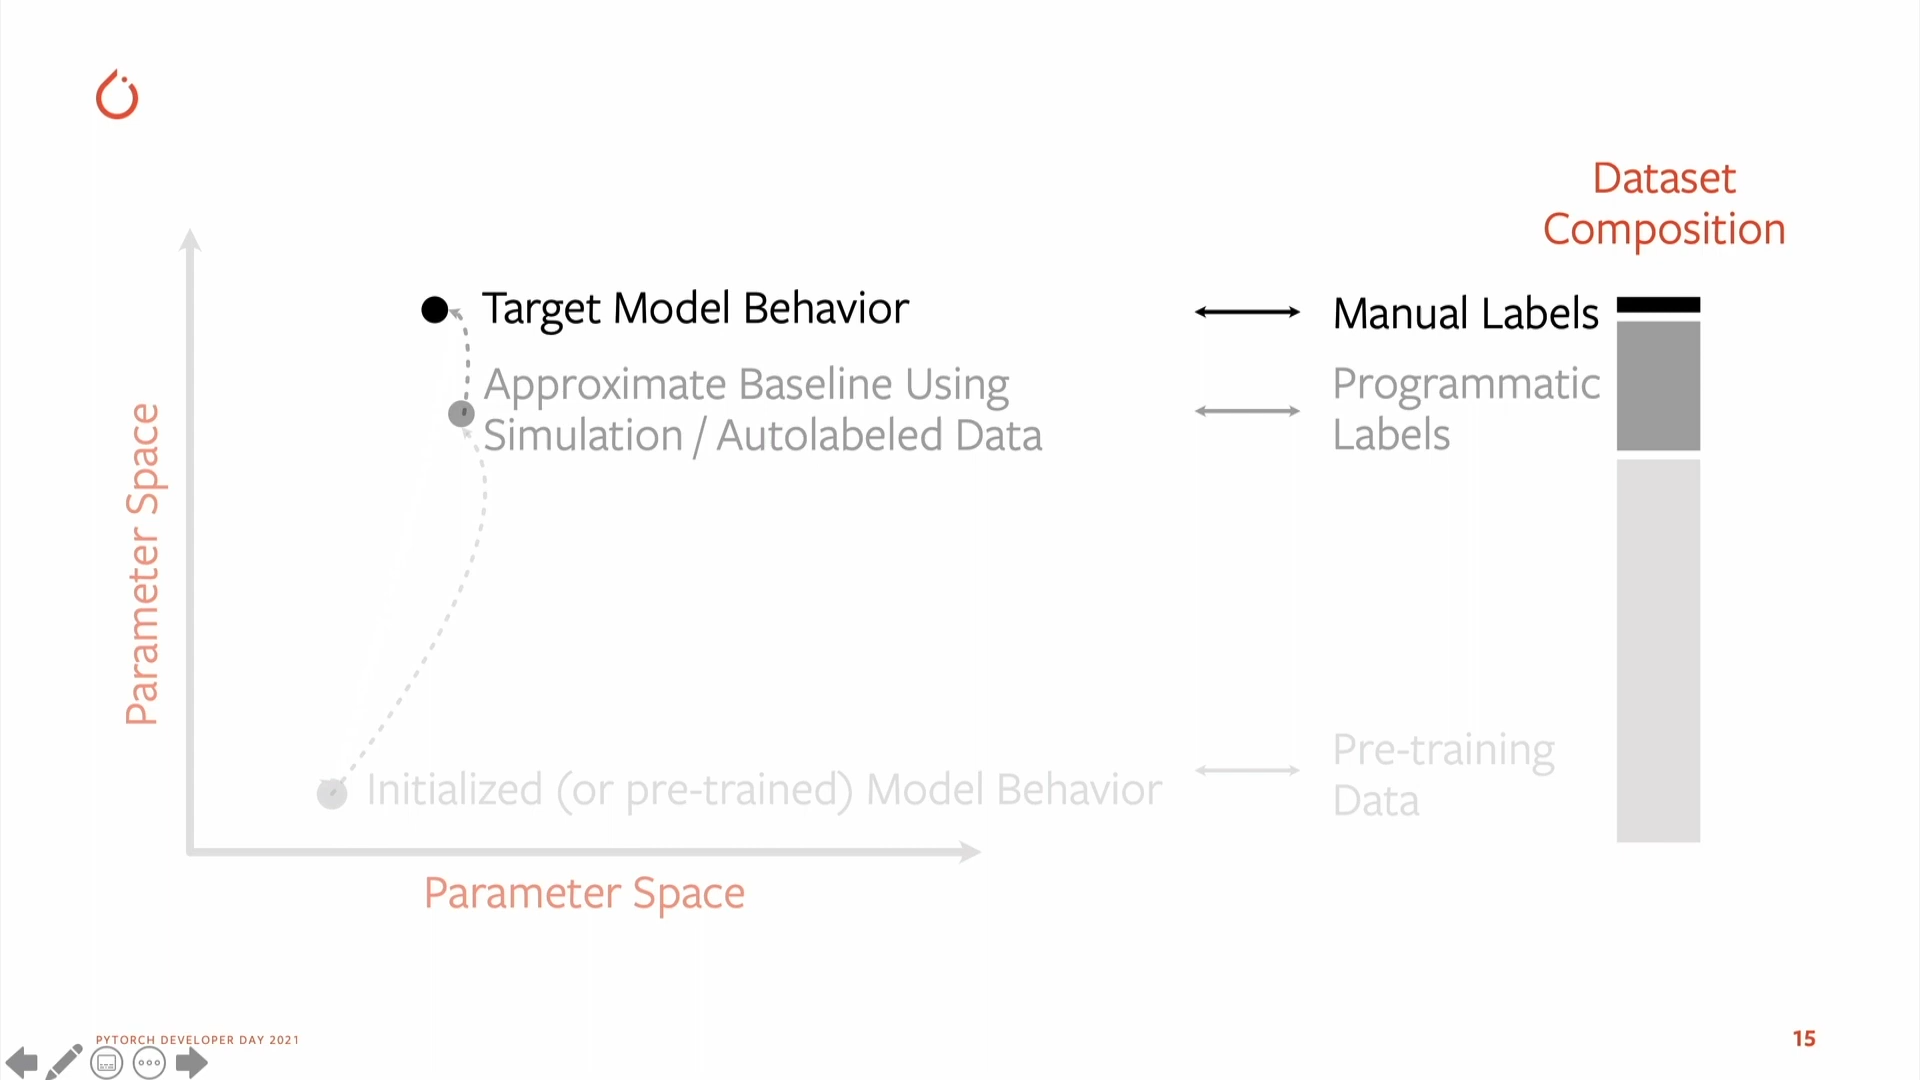 Dataset
Composition
Target Model Behavior
Manual Labels
Approximate Baseline Using
Simulation / Autolabeled Data
Programmatic
Labels
Parameter Space
Initialized (or pre-trained) Model Behavior
Pre-training
Data
Parameter Space
PYTORCH DEVELOPER DAY 2021
15